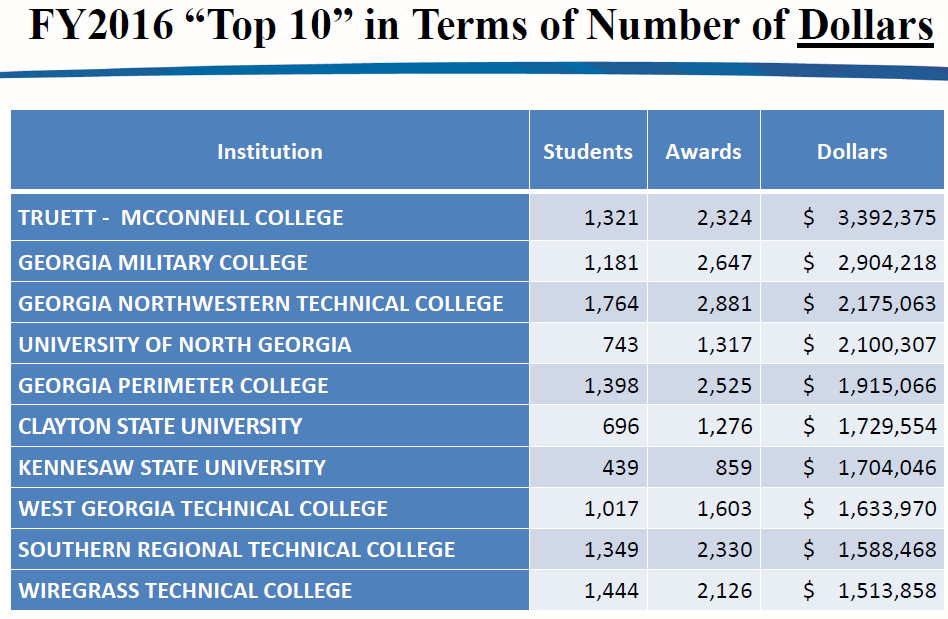 FY2016 “Top 10” in Terms of Number of Dollars
Institution Students Awards Dollars
TRUETT - MCCONNELL COLLEGE 1,321 2,324 $ 3,392,375
GEORGIA MILITARY COLLEGE 1,181 2,647 $ 2,904,218
GEORGIA NORTHWESTERN TECHNICAL COLLEGE 1,764 2,881 $ 2,175,063
UNIVERSITY OF NORTH GEORGIA 743 1,317 $ 2,100,307
GEORGIA PERIMETER COLLEGE 1,398 2,525 $ 1,915,066
CLAYTON STATE UNIVERSITY 696 1,276 $ 1,729,554
KENNESAW STATE UNIVERSITY 439 859 $ 1,704,046
WEST GEORGIA TECHNICAL COLLEGE 1,017 1,603 $ 1,633,970
SOUTHERN REGIONAL TECHNICAL COLLEGE 1,349 2,330 $ 1,588,468
WIREGRASS TECHNICAL COLLEGE 1,444 2,126 $ 1,513,858